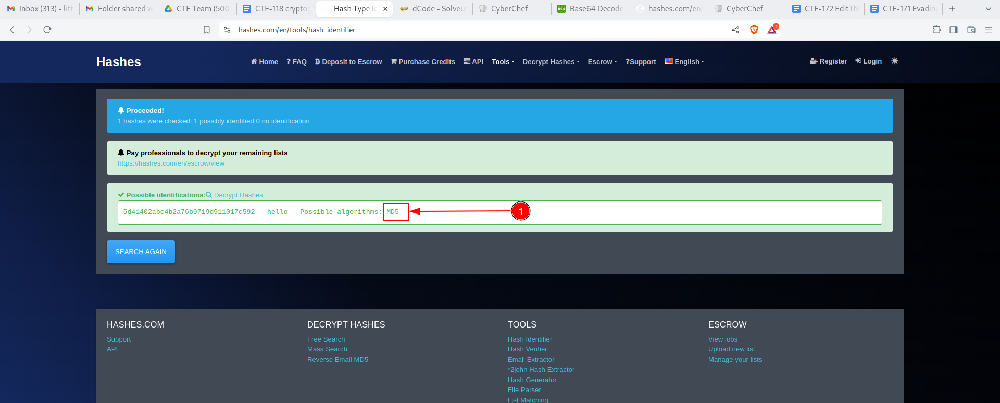 Inbox (313) - litt
Folder shared w
CTF Team (500
CTF-118 cryptog
Hash Type Id
dCode - Solveur
CyberChef
Base64 Decode
hashes.com/en/
CyberChef
CTF-172 EditThi
CTF-171 Evading
hashes.com/en/tools/hash_identifier
1
Hashes
Home
? FAQ
Deposit to Escrow
Purchase Credits
API
Tools
Decrypt Hashes
Escrow
?Support
English
Register
Login
Proceeded!
1 hashes were checked: 1 possibly identified 0 no identification
Pay professionals to decrypt your remaining lists
https://hashes.com/en/escrow/view
Possible identifications: Decrypt Hashes
5d41402abc4b2a76b9719d911017c592 - hello - Possible algorithms: MD5
1
SEARCH AGAIN
HASHES.COM
Support
API
DECRYPT HASHES
Free Search
Mass Search
Reverse Email MD5
TOOLS
Hash Identifier
Hash Verifier
Email Extractor
*2john Hash Extractor
Hash Generator
File Parser
List Matching
ESCROW
View jobs
Upload new list
Manage your lists